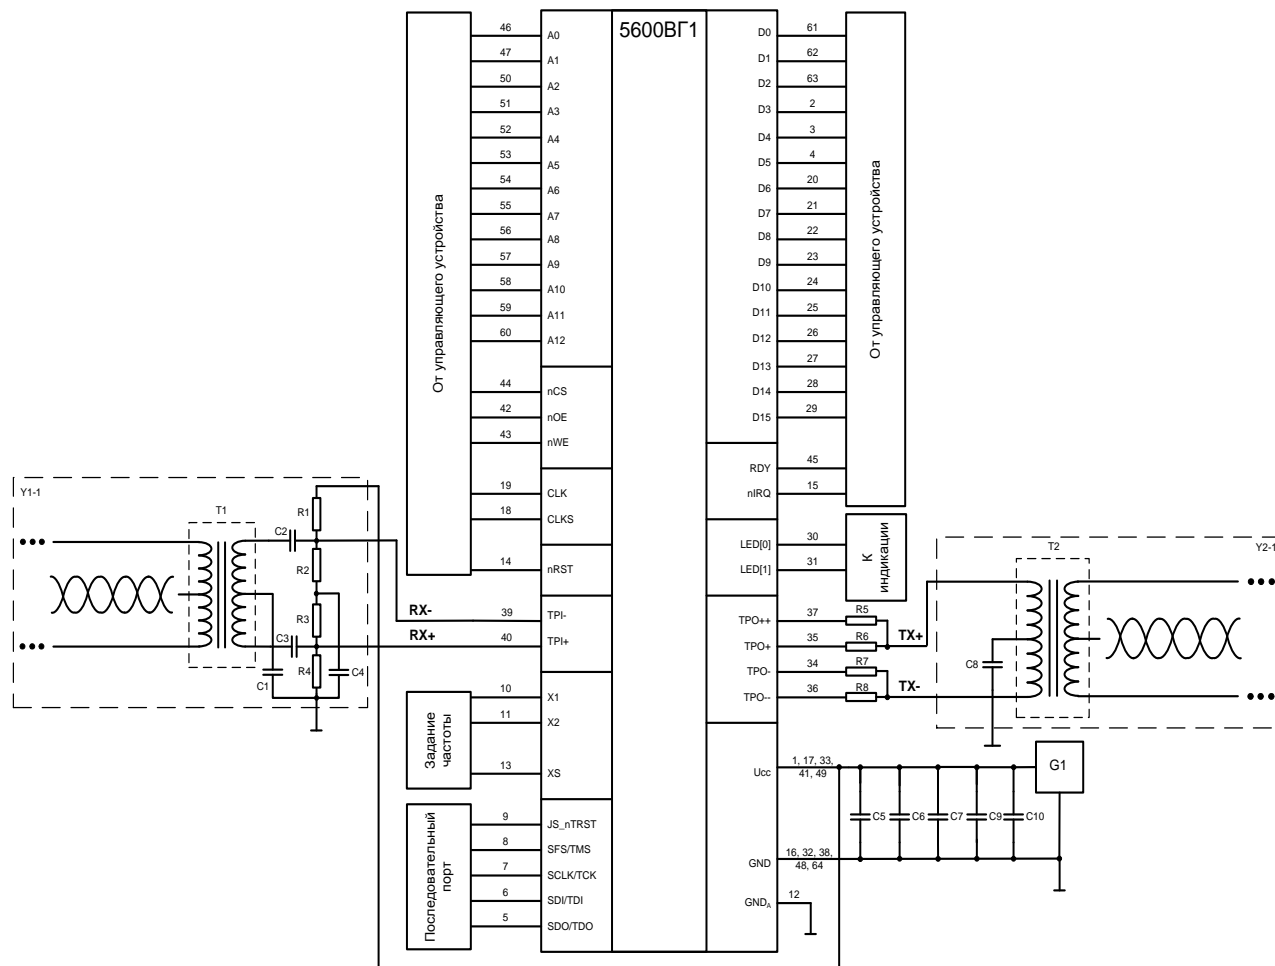 5600ВГ1
От управляющего устройства
46 A0
47 A1
50 A2
51 A3
52 A4
53 A5
54 A6
55 A7
56 A8
57 A9
58 A10
59 A11
60 A12
44 nCS
42 nOE
43 nWE
19 CLK
18 CLKS
14 nRST
RX- 39 TPI-
RX+ 40 TPI+
Задание частоты
10 X1
11 X2
13 XS
Последовательный порт
9 JS_nTRST
8 SFS/TMS
7 SCLK/TCK
6 SDI/TDI
5 SDO/TDO
Y1-1
T1
C2
R1
R2
R3
C3
R4
C1
C4
D0 61
D1 62
D2 63
D3 2
D4 3
D5 4
D6 20
D7 21
D8 22
D9 23
D10 24
D11 25
D12 26
D13 27
D14 28
D15 29
RDY 45
nIRQ 15
От управляющего устройства
LED[0] 30
LED[1] 31
К
индикации
TPO++ 37 R5
TPO+ 35 R6 TX+
TPO- 34 R7
TPO-- 36 R8 TX-
Y2-1
T2
C8
Ucc 1, 17, 33,
41, 49
G1
C5 C6 C7 C9 C10
GND 16, 32, 38,
48, 64
GNDA 12